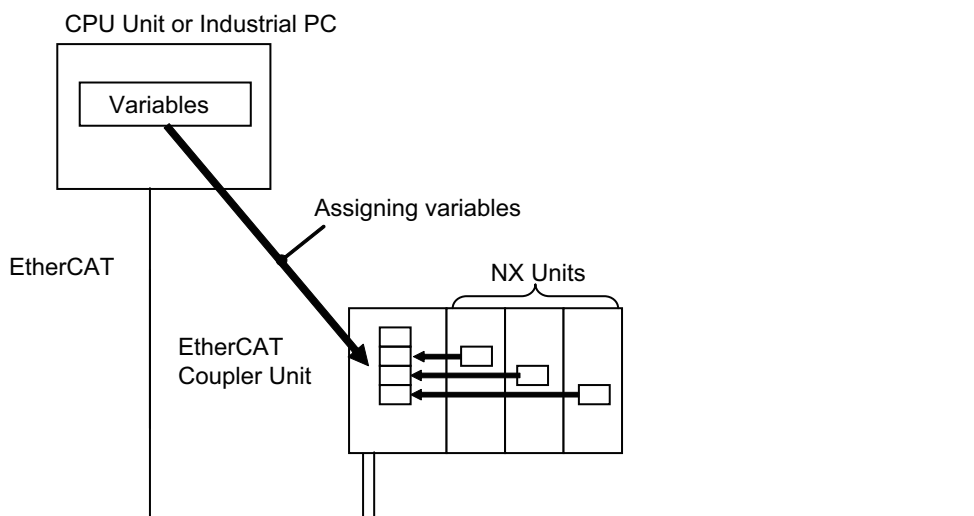 CPU Unit or Industrial PC
Variables
Assigning variables
EtherCAT
NX Units
EtherCAT
Coupler Unit